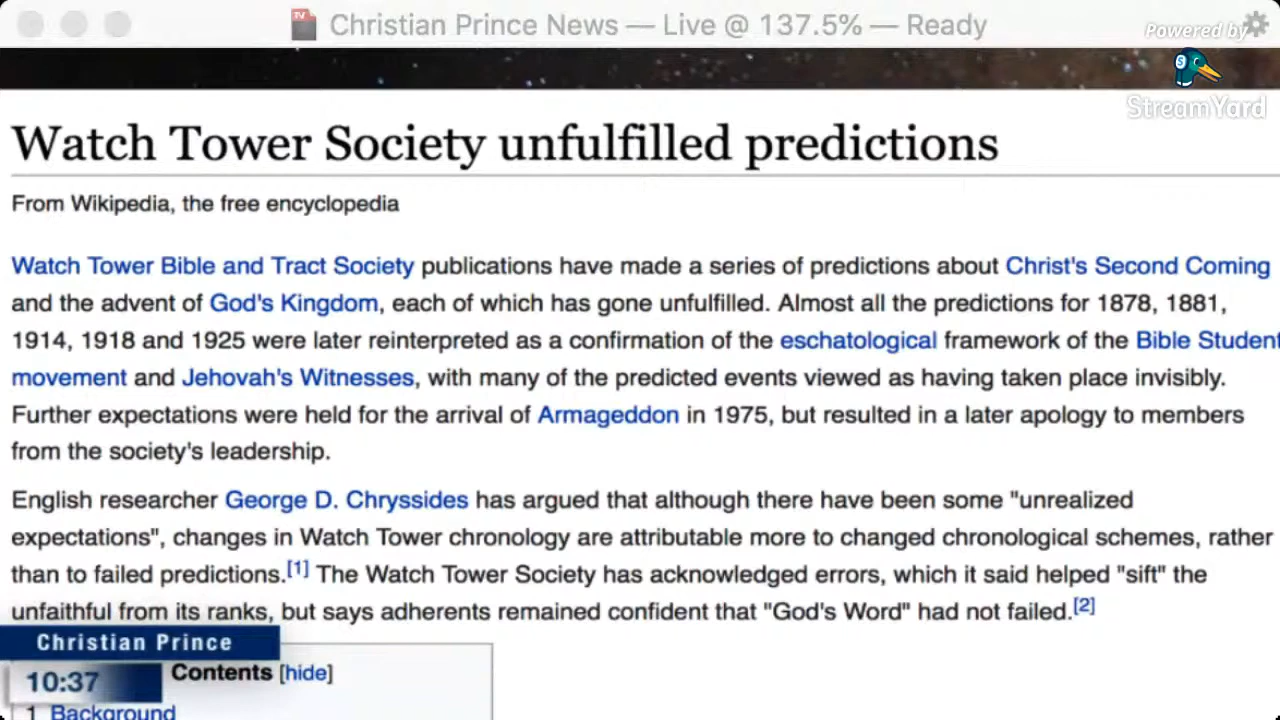 TV Christian Prince News — Live @ 137.5% — Ready
Powered by
S
StreamYard
Watch Tower Society unfulfilled predictions
From Wikipedia, the free encyclopedia
Watch Tower Bible and Tract Society publications have made a series of predictions about Christ's Second Coming
and the advent of God's Kingdom, each of which has gone unfulfilled. Almost all the predictions for 1878, 1881,
1914, 1918 and 1925 were later reinterpreted as a confirmation of the eschatological framework of the Bible Student
movement and Jehovah's Witnesses, with many of the predicted events viewed as having taken place invisibly.
Further expectations were held for the arrival of Armageddon in 1975, but resulted in a later apology to members
from the society's leadership.
English researcher George D. Chryssides has argued that although there have been some "unrealized
expectations", changes in Watch Tower chronology are attributable more to changed chronological schemes, rather
than to failed predictions.[1] The Watch Tower Society has acknowledged errors, which it said helped "sift" the
unfaithful from its ranks, but says adherents remained confident that "God's Word" had not failed.[2]
Christian Prince
10:37
Contents [hide]
1 Background